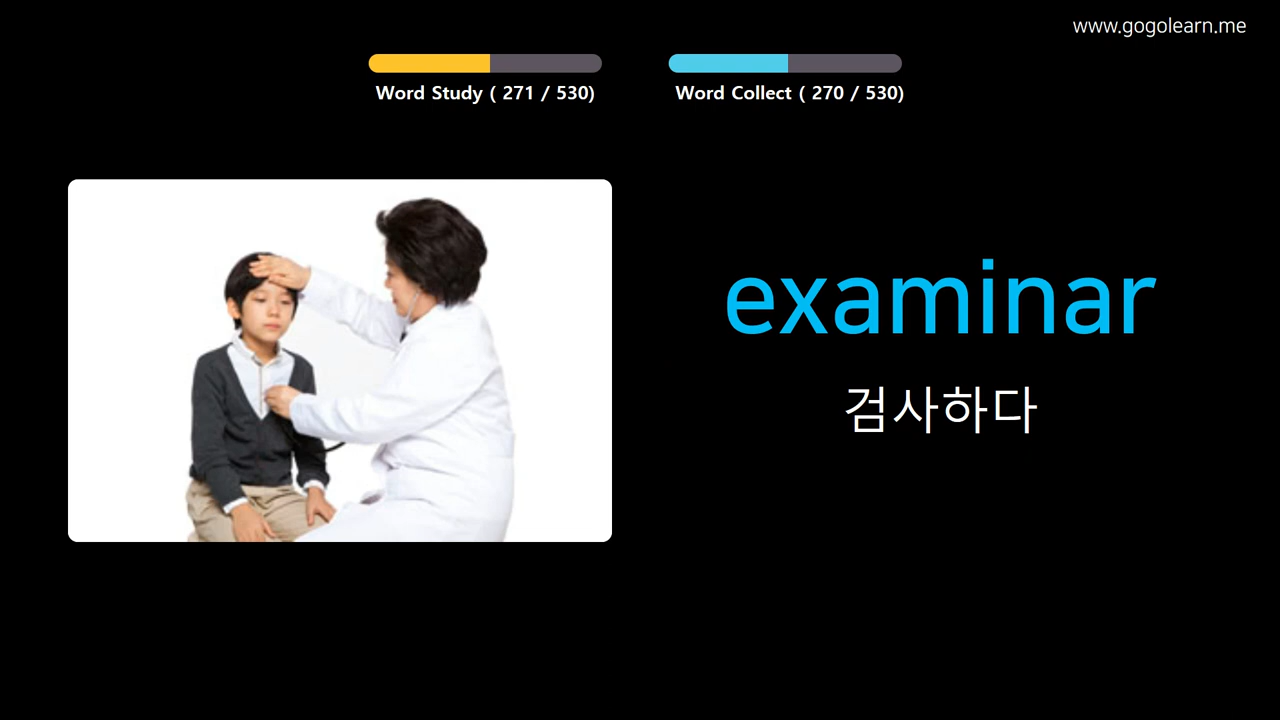 www.gogolearn.me
Word Study ( 271 / 530)
Word Collect ( 270 / 530)
examinar
검사하다